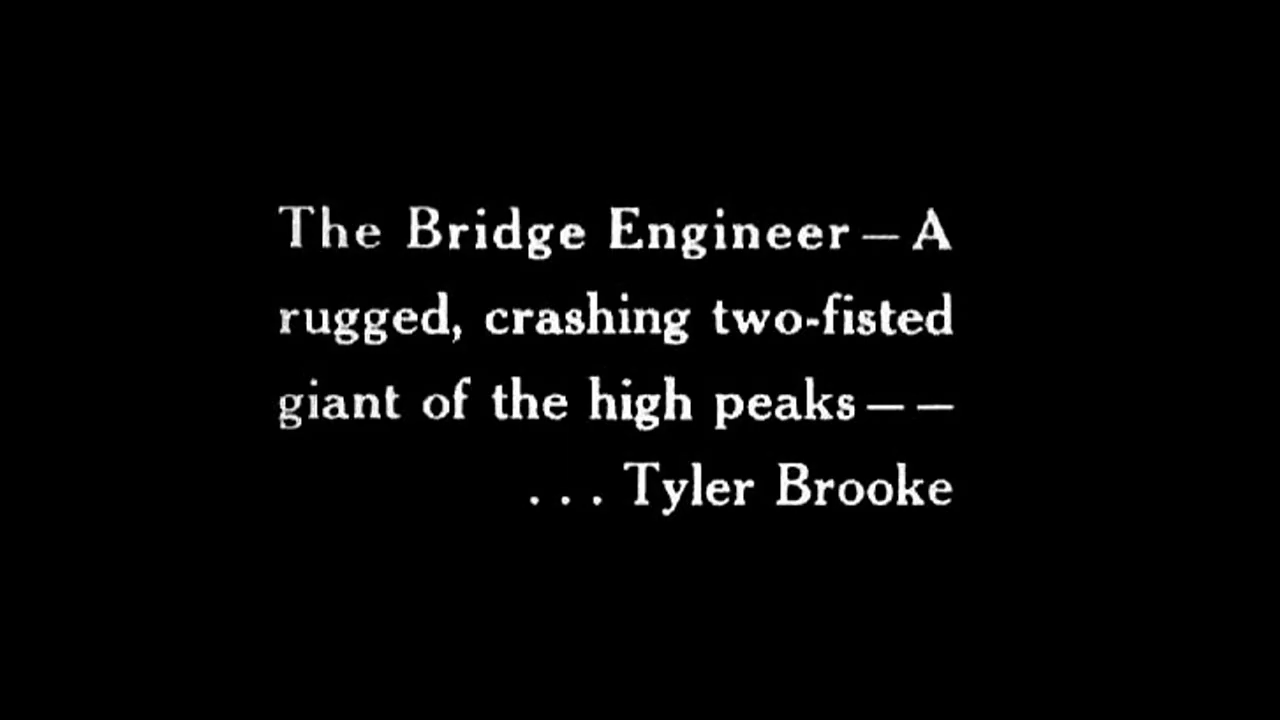 The Bridge Engineer — A
rugged, crashing two-fisted
giant of the high peaks — —
. . . Tyler Brooke